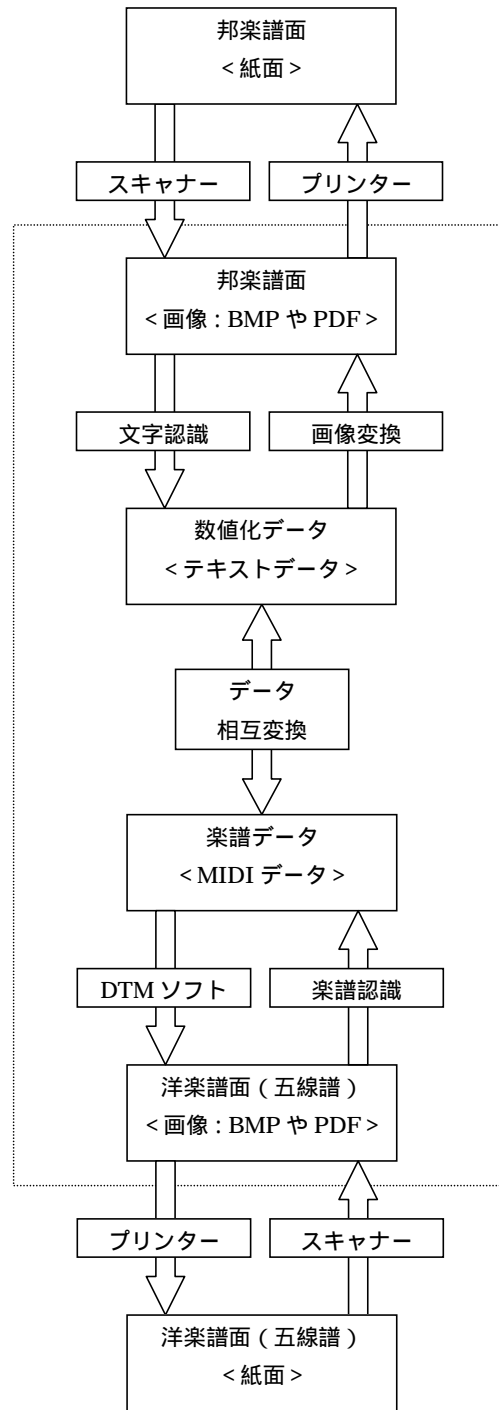 邦楽譜面
<紙面>
スキャナー
プリンター
邦楽譜面
<画像:BMP や PDF>
文字認識
画像変換
数値化データ
<テキストデータ>
データ
相互変換
楽譜データ
<MIDI データ>
DTM ソフト
楽譜認識
洋楽譜面(五線譜)
<画像:BMP や PDF>
プリンター
スキャナー
洋楽譜面(五線譜)
<紙面>